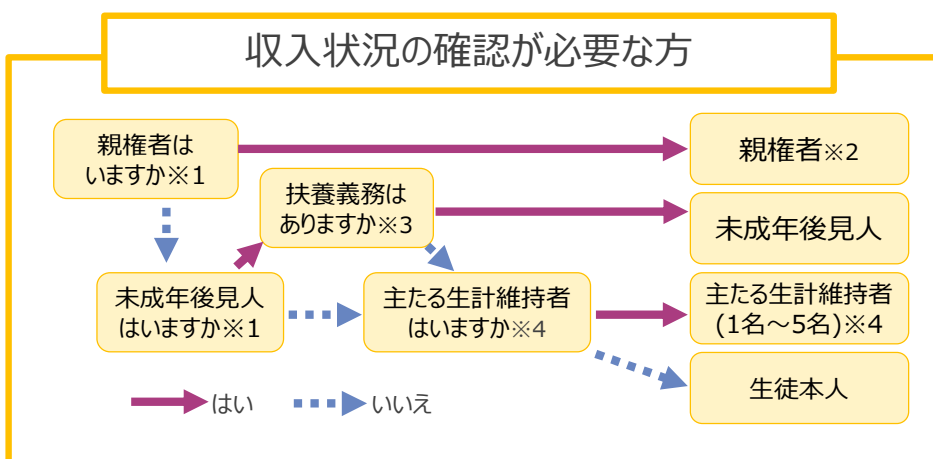 収入状況の確認が必要な方
親権者は
いますか※1
親権者※2
扶養義務は
ありますか※3
未成年後見人
未成年後見人
はいますか※1
主たる生計維持者
はいますか※4
主たる生計維持者
(1名～5名)※4
生徒本人
はい
いいえ